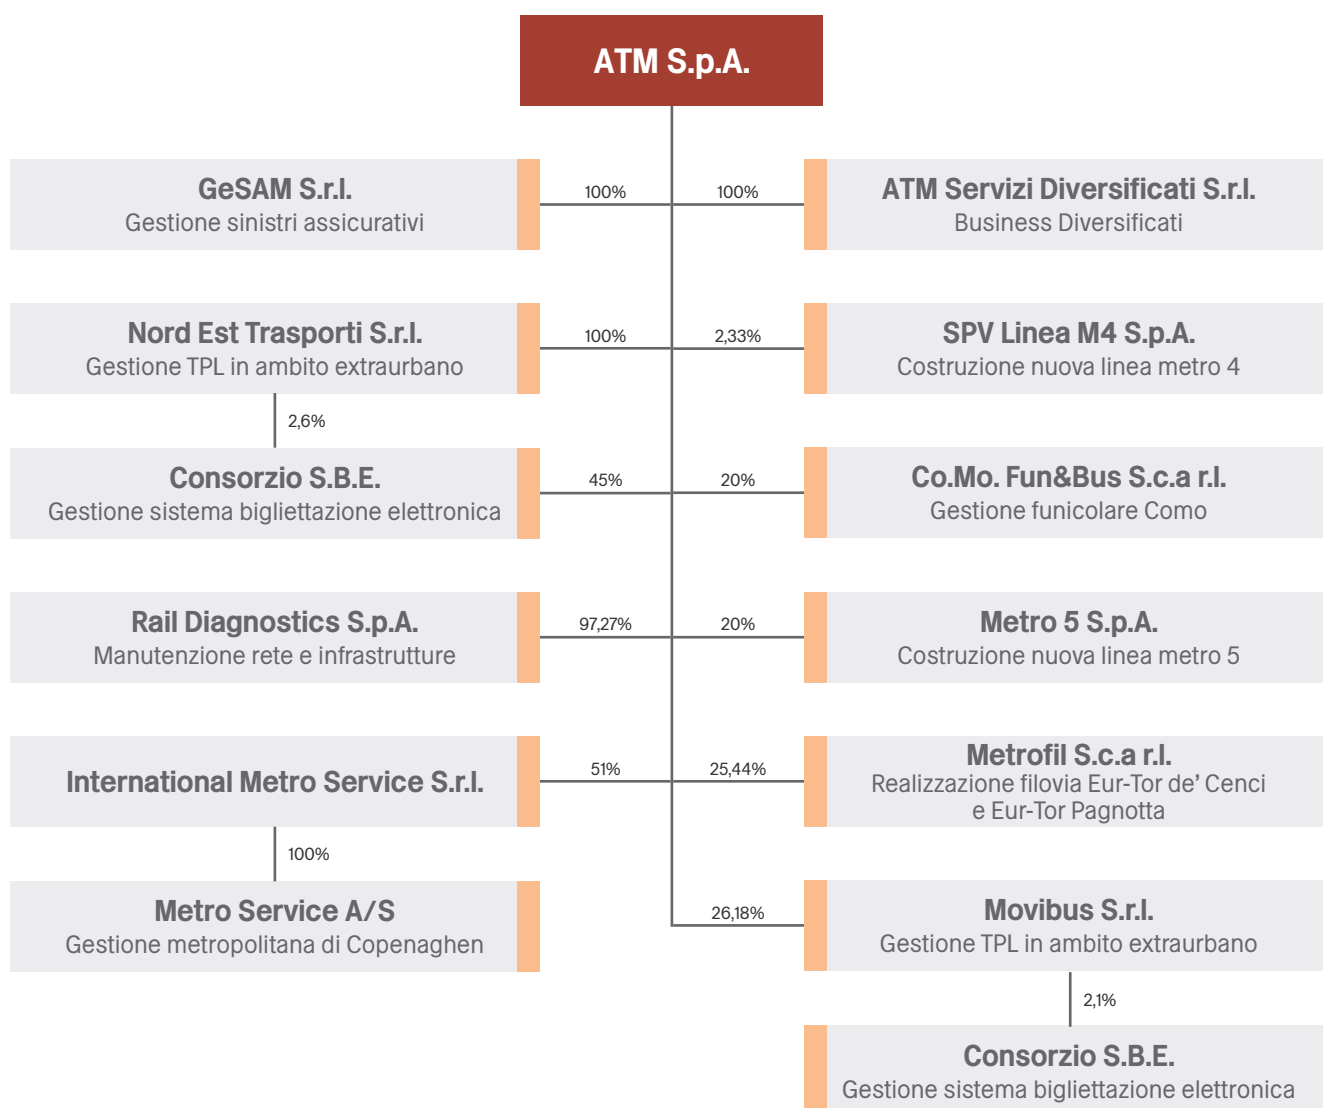 ATM S.p.A.
GeSAM S.r.l.
Gestione sinistri assicurativi
100%
100%
ATM Servizi Diversificati S.r.l.
Business Diversificati
Nord Est Trasporti S.r.l.
Gestione TPL in ambito extraurbano
100%
2,33%
SPV Linea M4 S.p.A.
Costruzione nuova linea metro 4
2,6%
Consorzio S.B.E.
Gestione sistema bigliettazione elettronica
45%
20%
Co.Mo. Fun&Bus S.c.a r.l.
Gestione funicolare Como
Rail Diagnostics S.p.A.
Manutenzione rete e infrastrutture
97,27%
20%
Metro 5 S.p.A.
Costruzione nuova linea metro 5
International Metro Service S.r.l.
51%
25,44%
Metrofil S.c.a r.l.
Realizzazione filovia Eur-Tor de’ Cenci
e Eur-Tor Pagnotta
100%
Metro Service A/S
Gestione metropolitana di Copenaghen
26,18%
Movibus S.r.l.
Gestione TPL in ambito extraurbano
2,1%
Consorzio S.B.E.
Gestione sistema bigliettazione elettronica